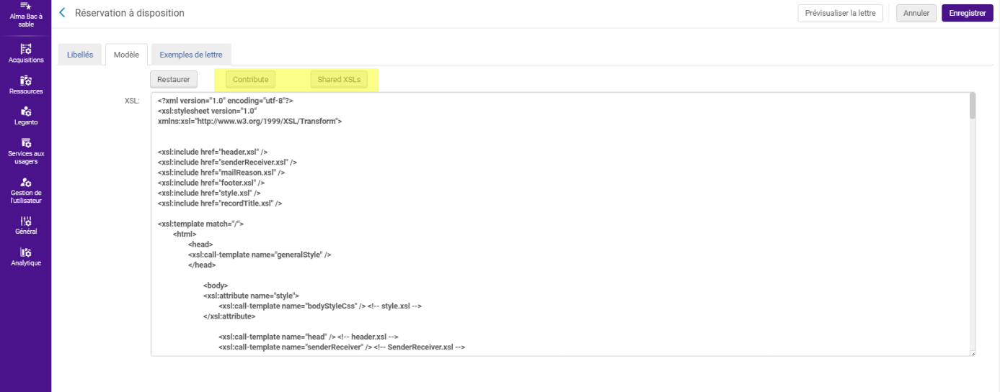 Alma Bac à
sable
Acquisitions
Ressources
Leganto
Services aux
usagers
Gestion de
l'utilisateur
Général
Analytique
Réservation à disposition
Prévisualiser la lettre
Annuler
Enregistrer
Libellés
Modèle
Exemples de lettre
Restaurer
Contribute
Shared XSLs
XSL:
<?xml version="1.0" encoding="utf-8"?>
<xsl:stylesheet version="1.0"
xmlns:xsl="http://www.w3.org/1999/XSL/Transform">
<xsl:include href="header.xsl" />
<xsl:include href="senderReceiver.xsl" />
<xsl:include href="mailReason.xsl" />
<xsl:include href="footer.xsl" />
<xsl:include href="style.xsl" />
<xsl:include href="recordTitle.xsl" />
<xsl:template match="/">
<html>
<head>
<xsl:call-template name="generalStyle" />
</head>
<body>
<xsl:attribute name="style">
<xsl:call-template name="bodyStyleCss" /> <!-- style.xsl -->
</xsl:attribute>
<xsl:call-template name="head" /> <!-- header.xsl -->
<xsl:call-template name="senderReceiver" /> <!-- SenderReceiver.xsl -->